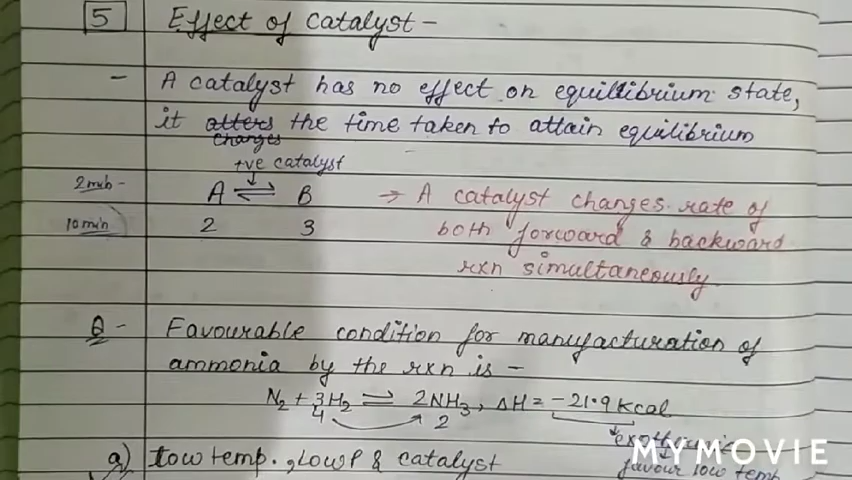 5 Effect of Catalyst -
- A catalyst has no effect on equilibrium state,
it alters the time taken to attain equilibrium
changes
+ve catalyst
2 min - A ⇌ B → A catalyst changes rate of
10 min 2 3 both forward & backward
rxn simultaneously
Q - Favourable condition for manufacturation of
ammonia by the rxn is -
N2 + 3H2 ⇌ 2NH3, ΔH = -21.9 Kcal
4 2
exothermic
MYMOVIE
a) Low temp., Low P & catalyst
favour low temp